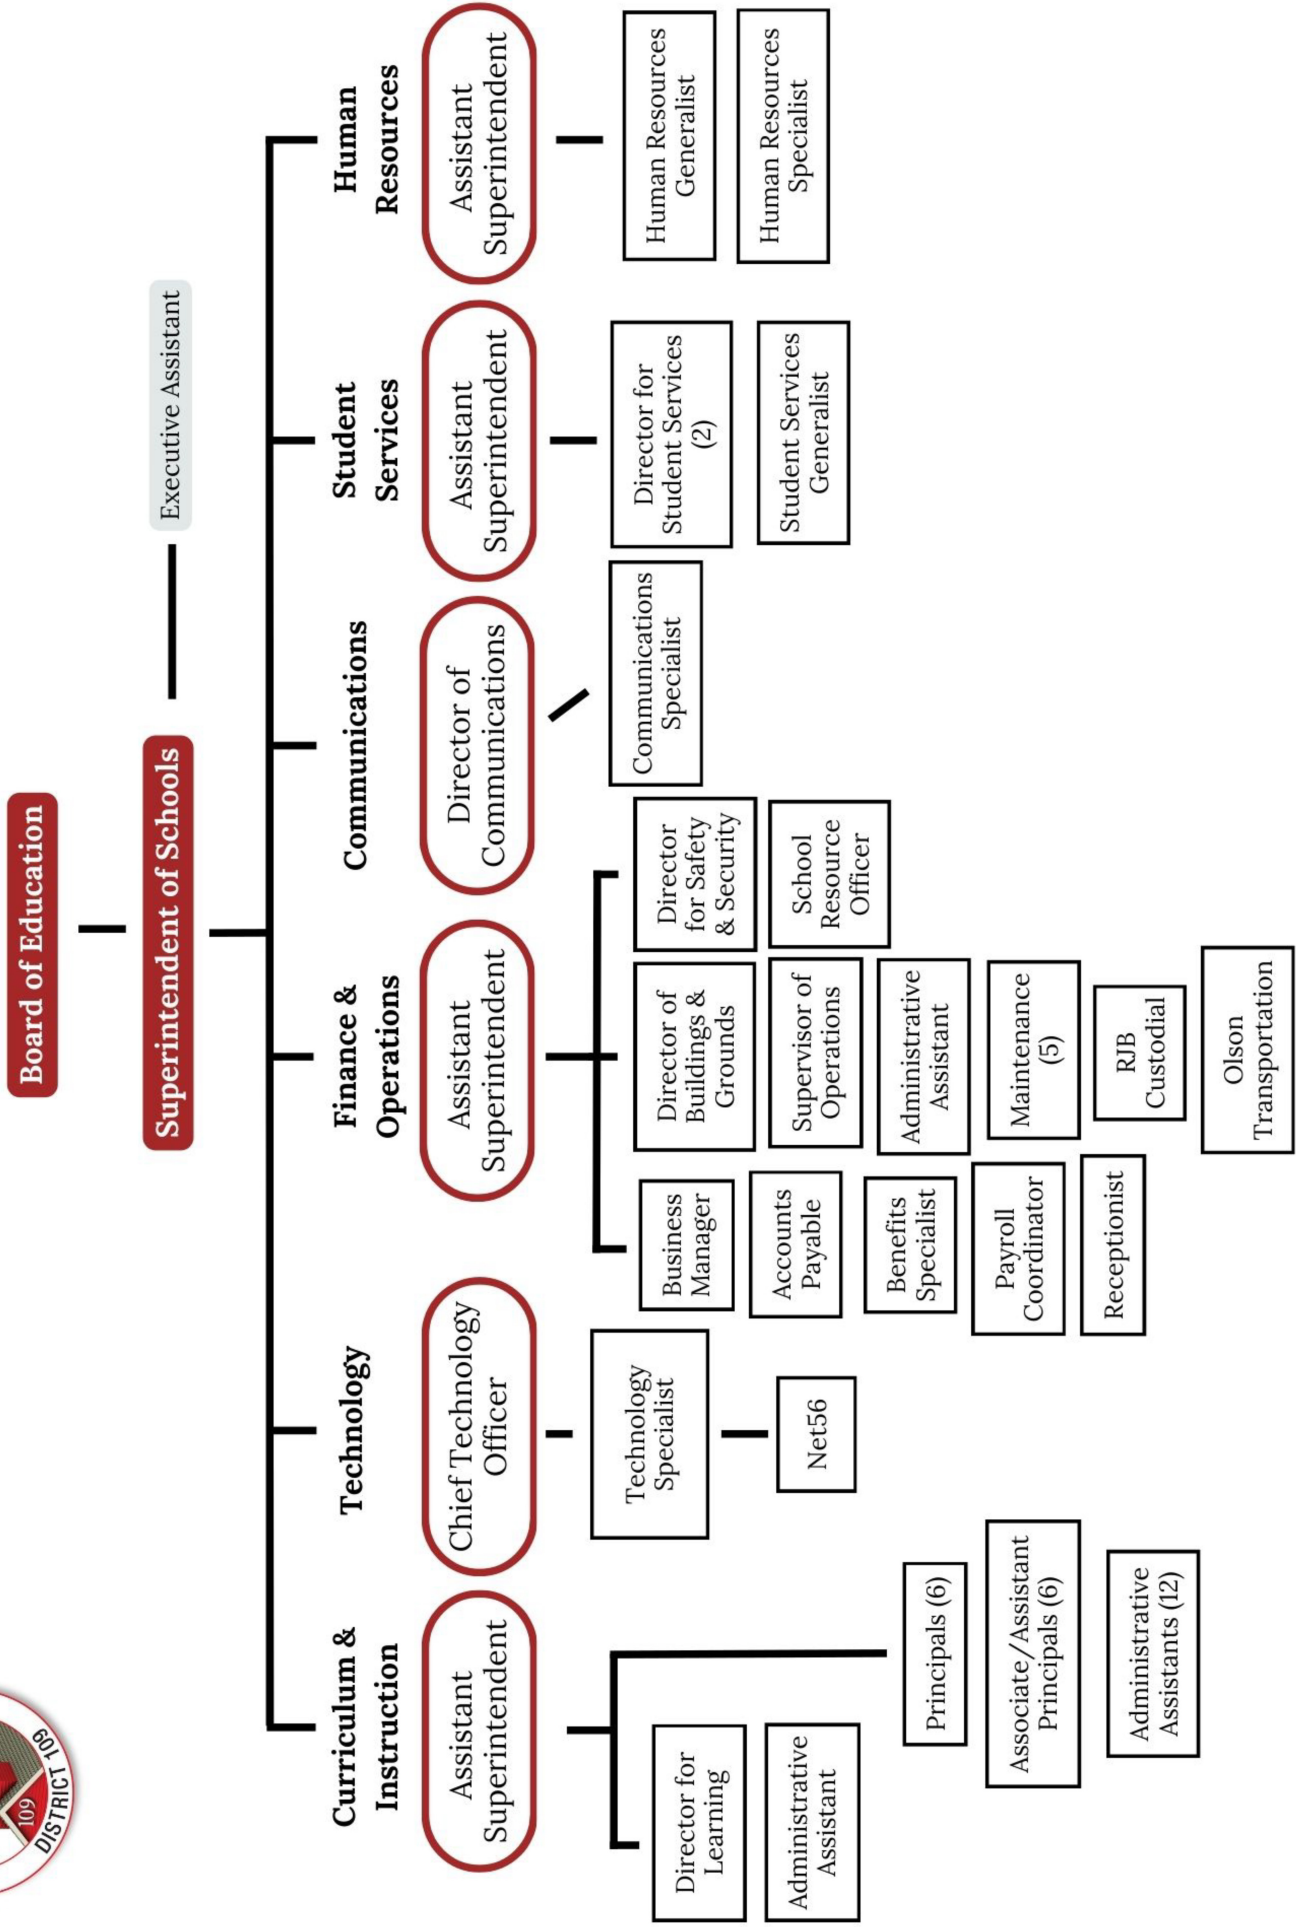 Board of Education
Superintendent of Schools
Executive Assistant
109
DISTRICT 109
Curriculum &
Instruction
Assistant
Superintendent
Director for
Learning
Administrative
Assistant
Principals (6)
Associate/Assistant
Principals (6)
Administrative
Assistants (12)
Technology
Chief Technology
Officer
Technology
Specialist
Net56
Finance &
Operations
Assistant
Superintendent
Business
Manager
Accounts
Payable
Benefits
Specialist
Payroll
Coordinator
Receptionist
Director of
Buildings &
Grounds
Supervisor of
Operations
Administrative
Assistant
Maintenance
(5)
RJB
Custodial
Olson
Transportation
Director
for Safety
& Security
School
Resource
Officer
Communications
Director of
Communications
Communications
Specialist
Student
Services
Assistant
Superintendent
Director for
Student Services
(2)
Student Services
Generalist
Human
Resources
Assistant
Superintendent
Human Resources
Generalist
Human Resources
Specialist